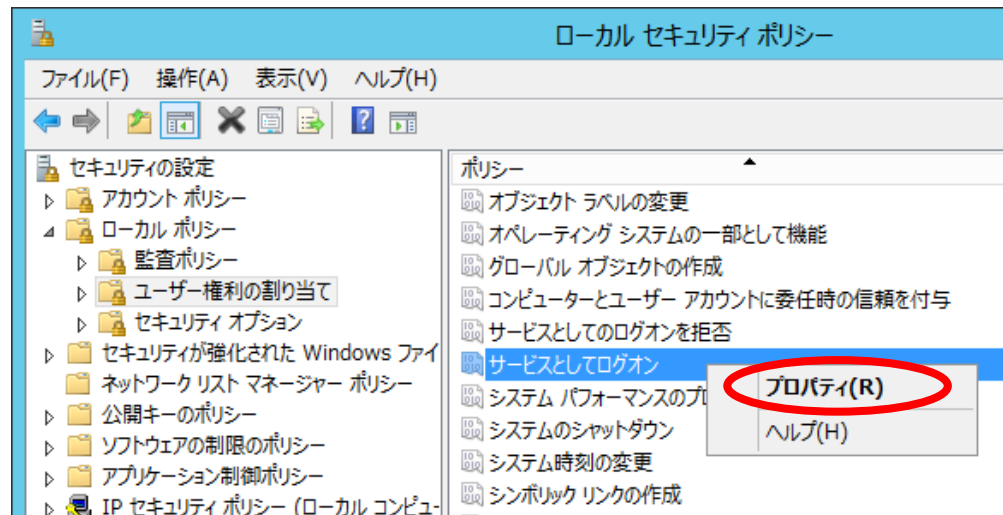 ローカル セキュリティ ポリシー
ファイル(F) 操作(A) 表示(V) ヘルプ(H)
セキュリティの設定
アカウント ポリシー
ローカル ポリシー
監査ポリシー
ユーザー権利の割り当て
セキュリティ オプション
セキュリティが強化された Windows ファイ
ネットワーク リスト マネージャー ポリシー
公開キーのポリシー
ソフトウェアの制限のポリシー
アプリケーション制御ポリシー
IP セキュリティ ポリシー (ローカル コンピュ-
ポリシー
オブジェクト ラベルの変更
オペレーティング システムの一部として機能
グローバル オブジェクトの作成
コンピューターとユーザー アカウントに委任時の信頼を付与
サービスとしてのログオンを拒否
サービスとしてログオン
システム パフォーマンスのプロ
システムのシャットダウン
システム時刻の変更
シンボリック リンクの作成
プロパティ(R)
ヘルプ(H)